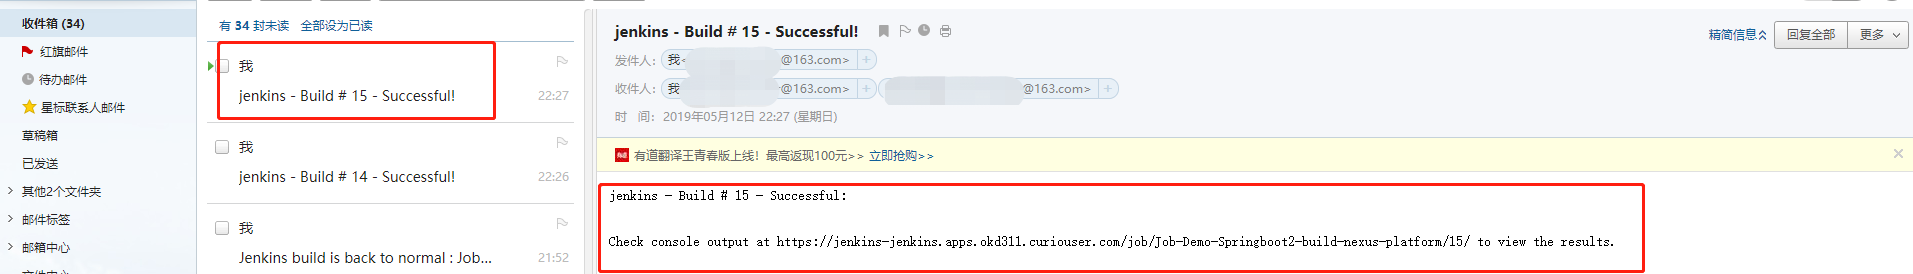 收件箱 (34)
红旗邮件
待办邮件
星标联系人邮件
草稿箱
已发送
其他2个文件夹
邮件标签
邮箱中心
有 34 封未读 全部设为已读
我
jenkins - Build # 15 - Successful! 22:27
我
jenkins - Build # 14 - Successful! 22:26
我
Jenkins build is back to normal : Job... 21:52
jenkins - Build # 15 - Successful!
精简信息 回复全部 更多
发件人： 我< @163.com> +
收件人： 我 @163.com> + @163.com> +
时 间： 2019年05月12日 22:27 (星期日)
有道翻译王青春版上线！最高返现100元>> 立即抢购>>
jenkins - Build # 15 - Successful:
Check console output at https://jenkins-jenkins.apps.okd311.curiouser.com/job/Job-Demo-Springboot2-build-nexus-platform/15/ to view the results.